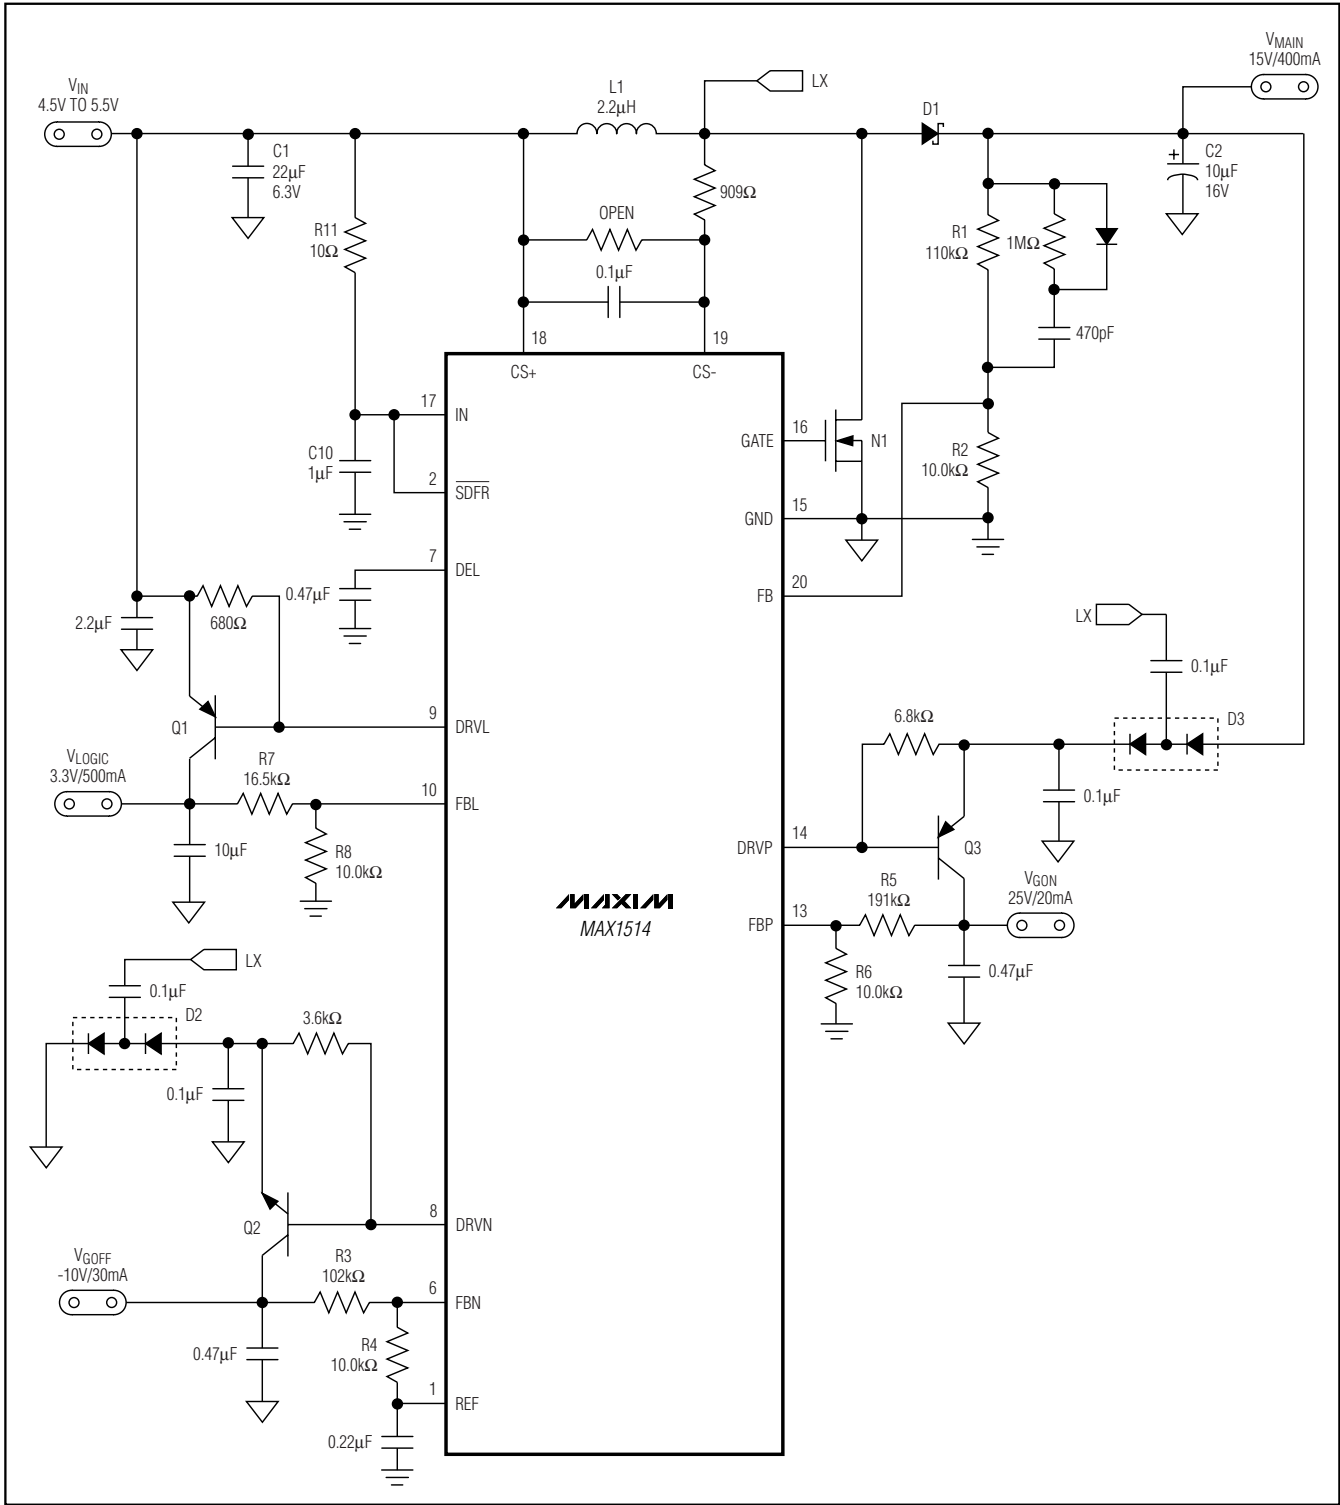 VMAIN
15V/400mA
VIN
4.5V TO 5.5V
L1
2.2µH
LX
D1
C1
22µF
6.3V
C2
10µF
16V
+
909Ω
OPEN
R11
10Ω
R1
110kΩ
1MΩ
0.1µF
470pF
18
19
CS+
CS-
17
IN
16
GATE
N1
C10
1µF
R2
10.0kΩ
2
SDFR
15
GND
7
DEL
0.47µF
20
FB
2.2µF
680Ω
LX
0.1µF
Q1
9
DRVL
6.8kΩ
D3
VLOGIC
3.3V/500mA
R7
16.5kΩ
10
FBL
0.1µF
14
DRVP
Q3
10µF
R8
10.0kΩ
R5
191kΩ
VGON
25V/20mA
MAXIM
MAX1514
13
FBP
LX
0.1µF
R6
10.0kΩ
0.47µF
D2
3.6kΩ
0.1µF
Q2
8
DRVN
VGOFF
-10V/30mA
R3
102kΩ
6
FBN
0.47µF
R4
10.0kΩ
1
REF
0.22µF